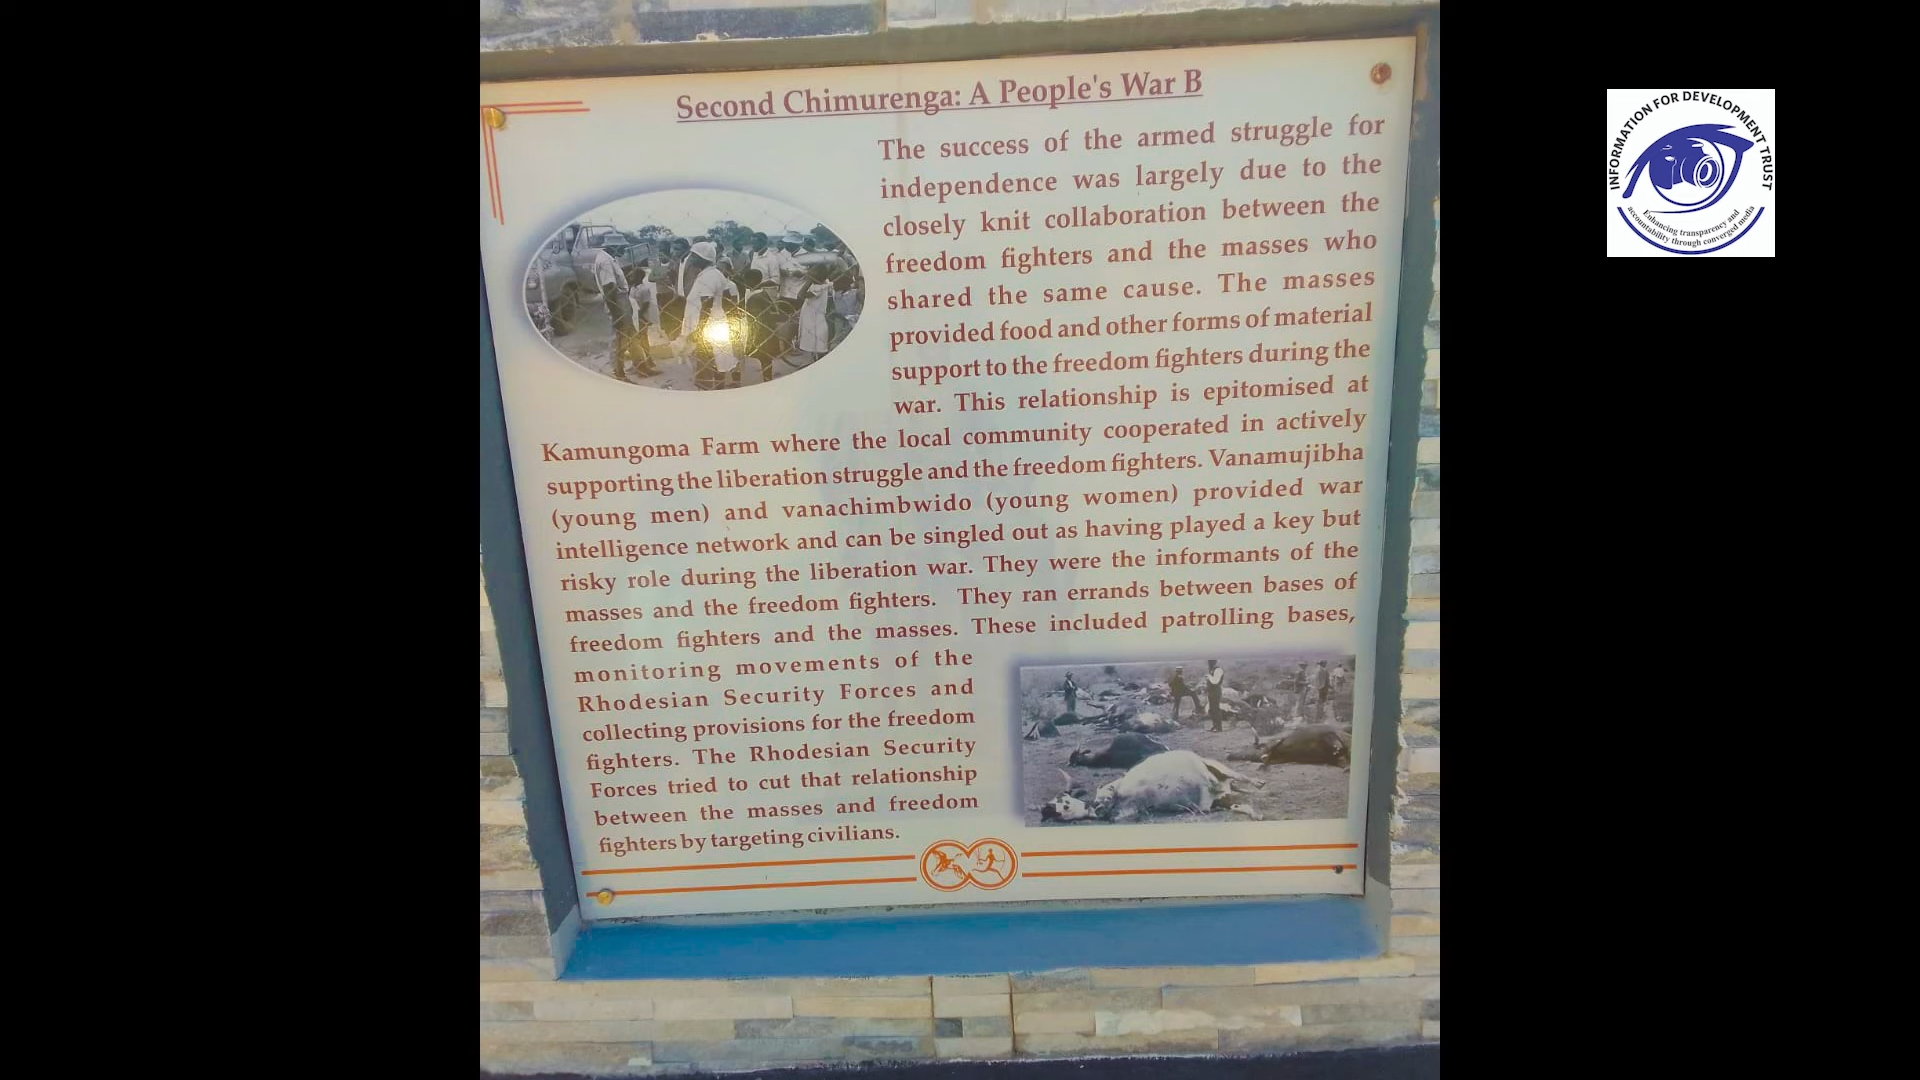 Second Chimurenga: A People's War B
The success of the armed struggle for
independence was largely due to the
closely knit collaboration between the
freedom fighters and the masses who
shared the same cause. The masses
provided food and other forms of material
support to the freedom fighters during the
war. This relationship is epitomised at
Kamungoma Farm where the local community cooperated in actively
supporting the liberation struggle and the freedom fighters. Vanamujibha
(young men) and vanachimbwido (young women) provided war
intelligence network and can be singled out as having played a key but
risky role during the liberation war. They were the informants of the
masses and the freedom fighters. They ran errands between bases of
freedom fighters and the masses. These included patrolling bases,
monitoring movements of the
Rhodesian Security Forces and
collecting provisions for the freedom
fighters. The Rhodesian Security
Forces tried to cut that relationship
between the masses and freedom
fighters by targeting civilians.
INFORMATION FOR DEVELOPMENT TRUST
Enhancing transparency and
accountability through converged media